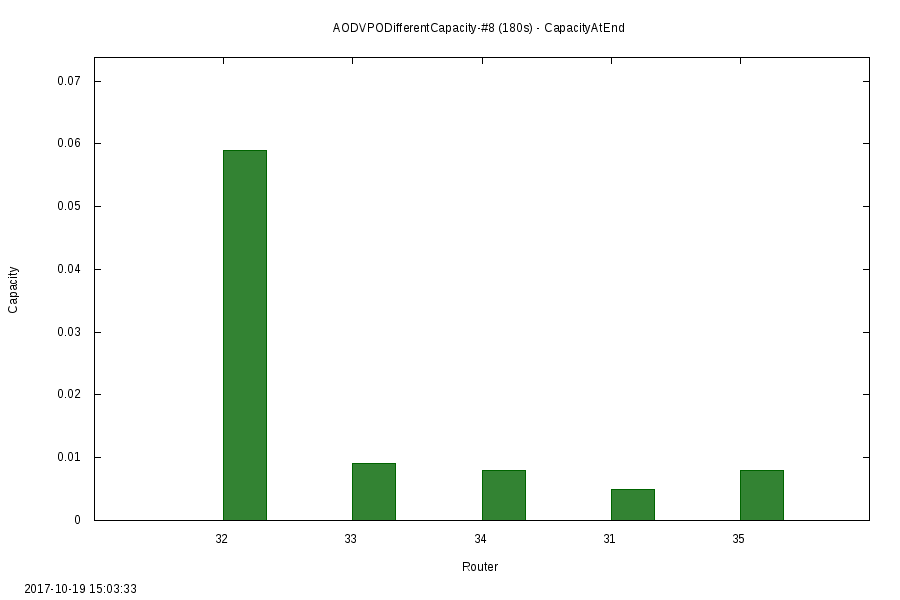 AODVPODifferentCapacity-#8 (180s) - CapacityAtEnd
0.07
0.06
0.05
0.04
0.03
0.02
0.01
0
Capacity
32 33 34 31 35
Router
2017-10-19 15:03:33